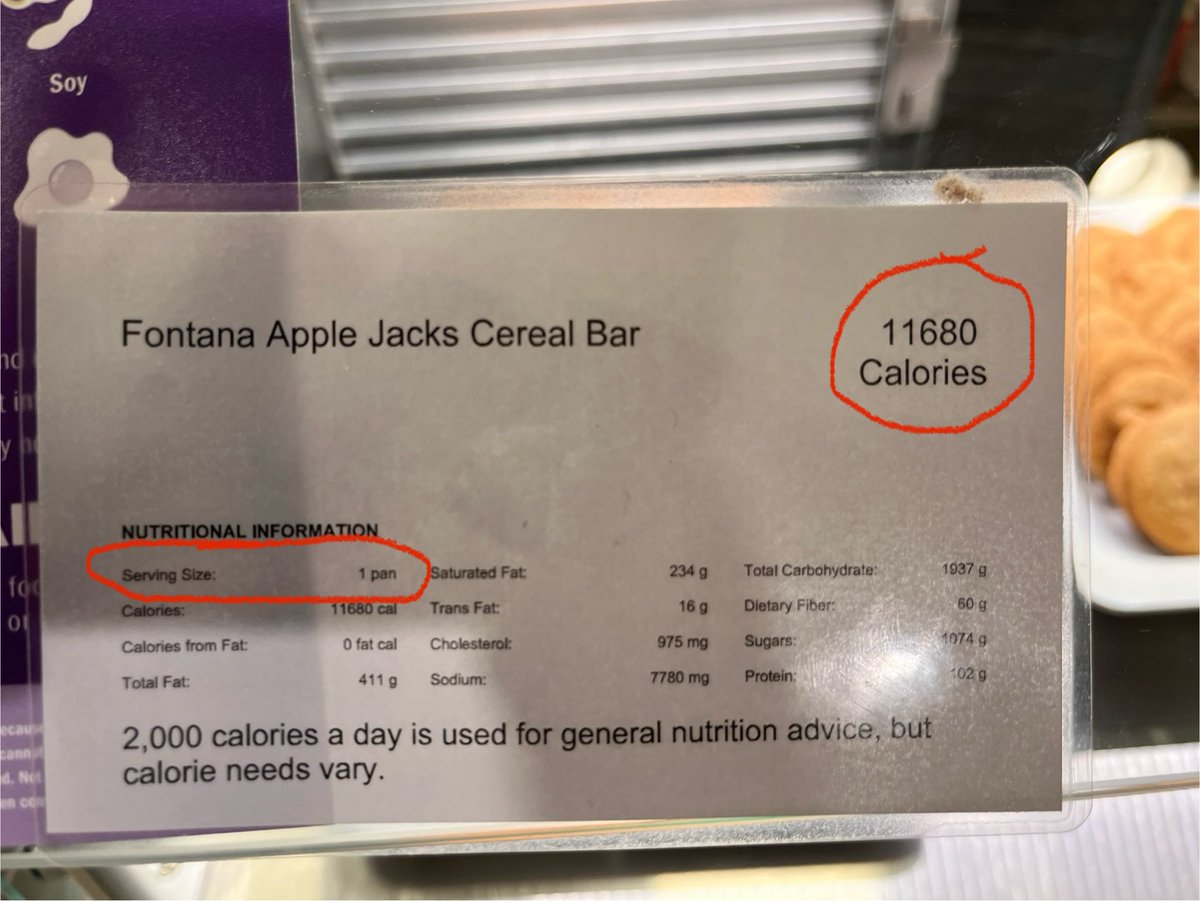 Soy
Fontana Apple Jacks Cereal Bar
11680
Calories
NUTRITIONAL INFORMATION
Serving Size: 1 pan Saturated Fat: 234 g Total Carbohydrate: 1937 g
Calories: 11680 cal Trans Fat: 16 g Dietary Fiber: 60 g
Calories from Fat: 0 fat cal Cholesterol: 975 mg Sugars: 1074 g
Total Fat: 411 g Sodium: 7780 mg Protein: 102 g
2,000 calories a day is used for general nutrition advice, but
calorie needs vary.